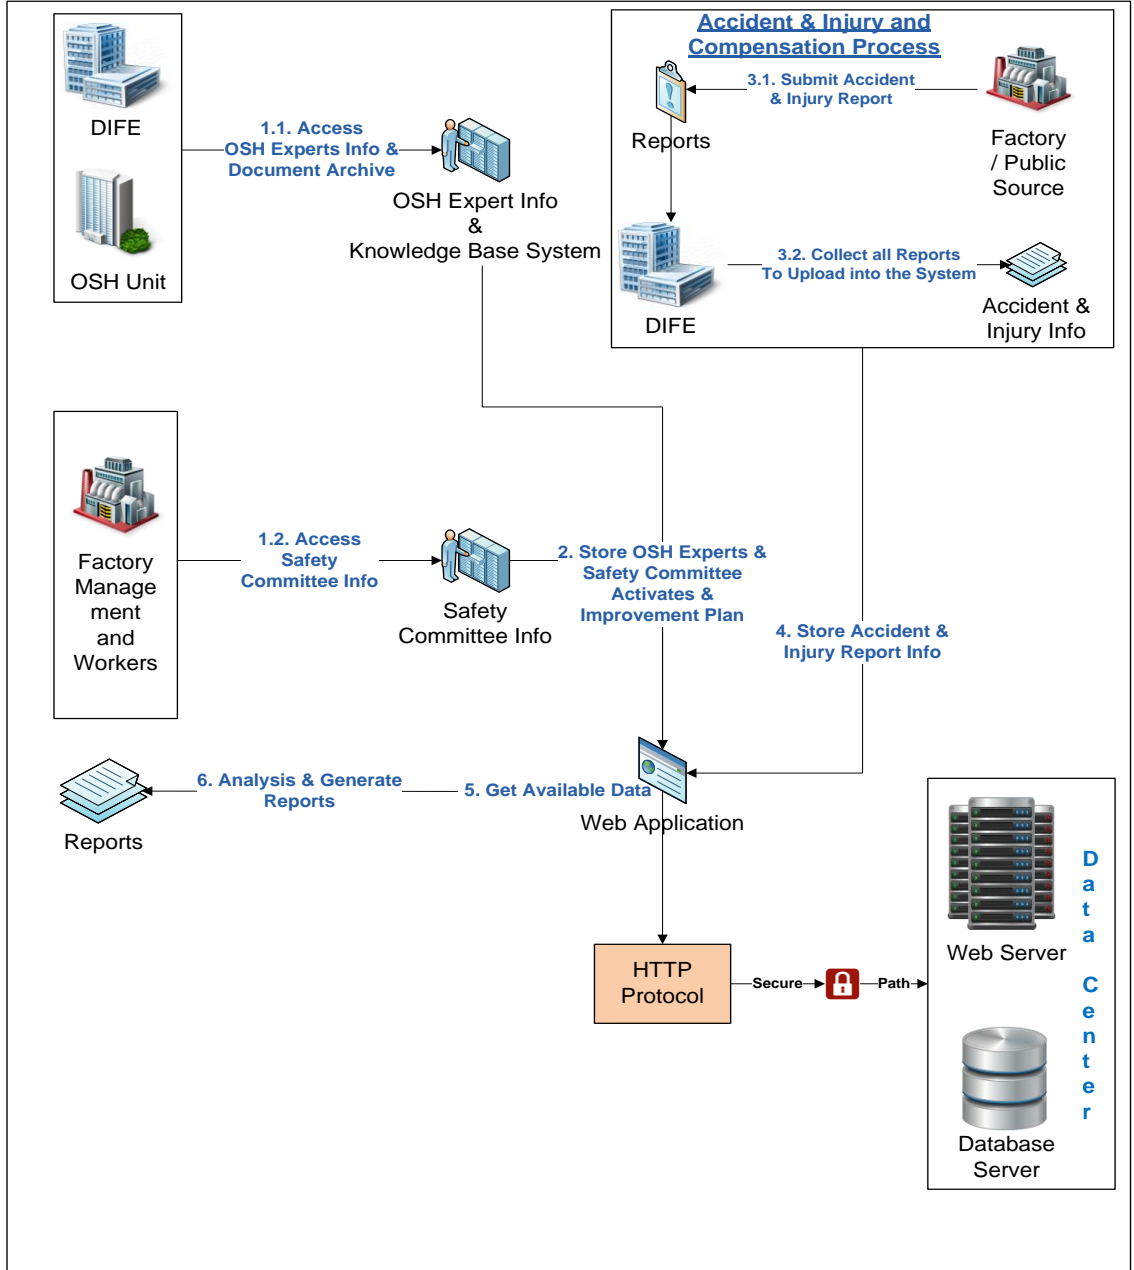 DIFE
OSH Unit
1.1. Access
OSH Experts Info &
Document Archive
OSH Expert Info
&
Knowledge Base System
Accident & Injury and
Compensation Process
3.1. Submit Accident
& Injury Report
Reports
Factory
/ Public
Source
DIFE
3.2. Collect all Reports
To Upload into the System
Accident &
Injury Info
Factory
Manage
ment
and
Workers
1.2. Access
Safety
Committee Info
Safety
Committee Info
2. Store OSH Experts &
Safety Committee
Activates &
Improvement Plan
4. Store Accident &
Injury Report Info
Reports
6. Analysis & Generate
Reports
5. Get Available Data
Web Application
HTTP
Protocol
Secure
Path
Web Server
Database
Server
Data Center